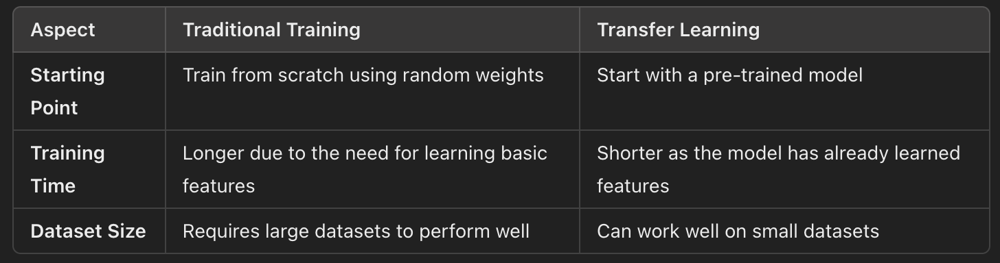 Aspect Traditional Training Transfer Learning
Starting Point Train from scratch using random weights Start with a pre-trained model
Training Time Longer due to the need for learning basic features Shorter as the model has already learned features
Dataset Size Requires large datasets to perform well Can work well on small datasets